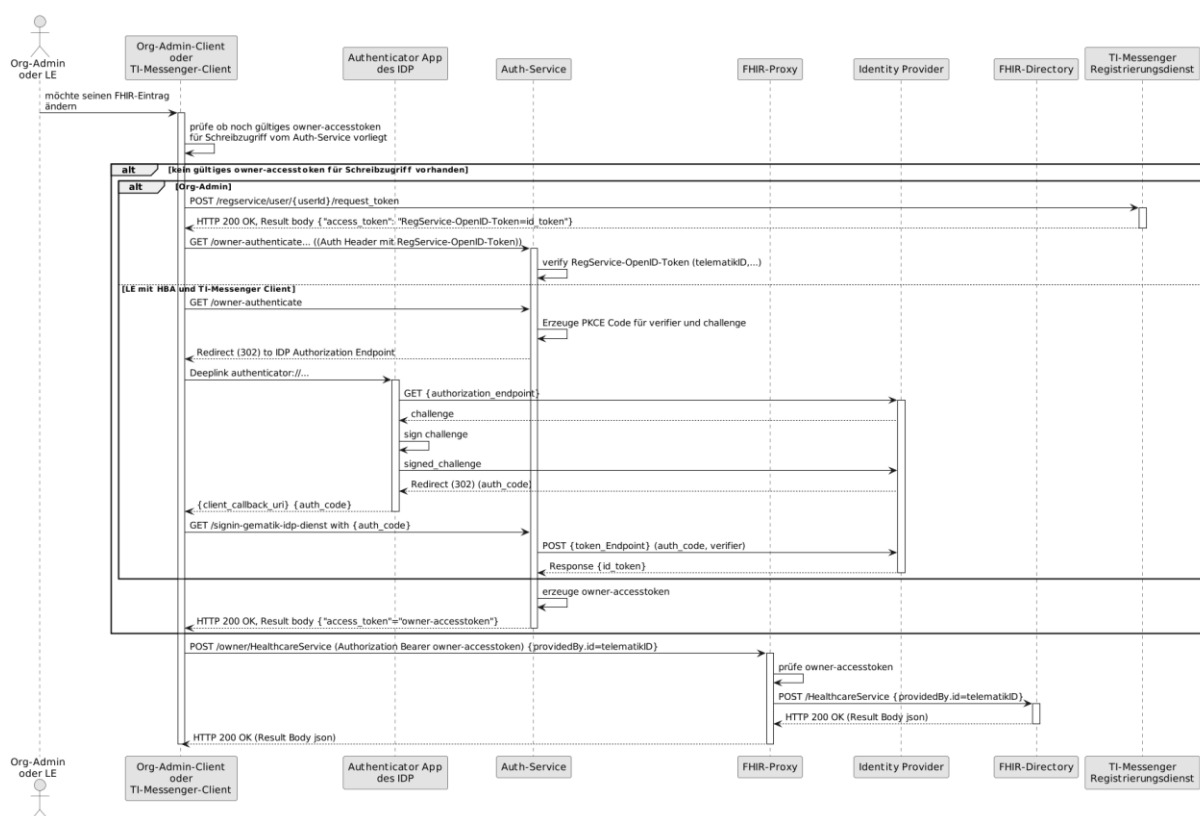 Org-Admin
oder LE
Org-Admin-Client
oder
TI-Messenger-Client
Authenticator App
des IDP
Auth-Service
FHIR-Proxy
Identity Provider
FHIR-Directory
TI-Messenger
Registrierungsdienst
möchte seinen FHIR-Eintrag
ändern
prüfe ob noch gültiges owner-accesstoken
für Schreibzugriff vom Auth-Service vorliegt
alt [kein gültiges owner-accesstoken für Schreibzugriff vorhanden]
alt [Org-Admin]
POST /regservice/user/{userId}/request_token
HTTP 200 OK, Result body {"access_token": "RegService-OpenID-Token=id_token"}
GET /owner-authenticate... ((Auth Header mit RegService-OpenID-Token))
verify RegService-OpenID-Token (telematikID,...)
[LE mit HBA und TI-Messenger Client]
GET /owner-authenticate
Erzeuge PKCE Code für verifier und challenge
Redirect (302) to IDP Authorization Endpoint
Deeplink authenticator://...
GET {authorization_endpoint}
challenge
sign challenge
signed_challenge
Redirect (302) (auth_code)
{client_callback_uri} {auth_code}
GET /signin-gematik-idp-dienst with {auth_code}
POST {token_Endpoint} (auth_code, verifier)
Response {id_token}
erzeuge owner-accesstoken
HTTP 200 OK, Result body {"access_token"="owner-accesstoken"}
POST /owner/HealthcareService (Authorization Bearer owner-accesstoken) {providedBy.id=telematikID}
prüfe owner-accesstoken
POST /HealthcareService {providedBy.id=telematikID}
HTTP 200 OK (Result Body json)
HTTP 200 OK (Result Body json)
Org-Admin
oder LE
Org-Admin-Client
oder
TI-Messenger-Client
Authenticator App
des IDP
Auth-Service
FHIR-Proxy
Identity Provider
FHIR-Directory
TI-Messenger
Registrierungsdienst